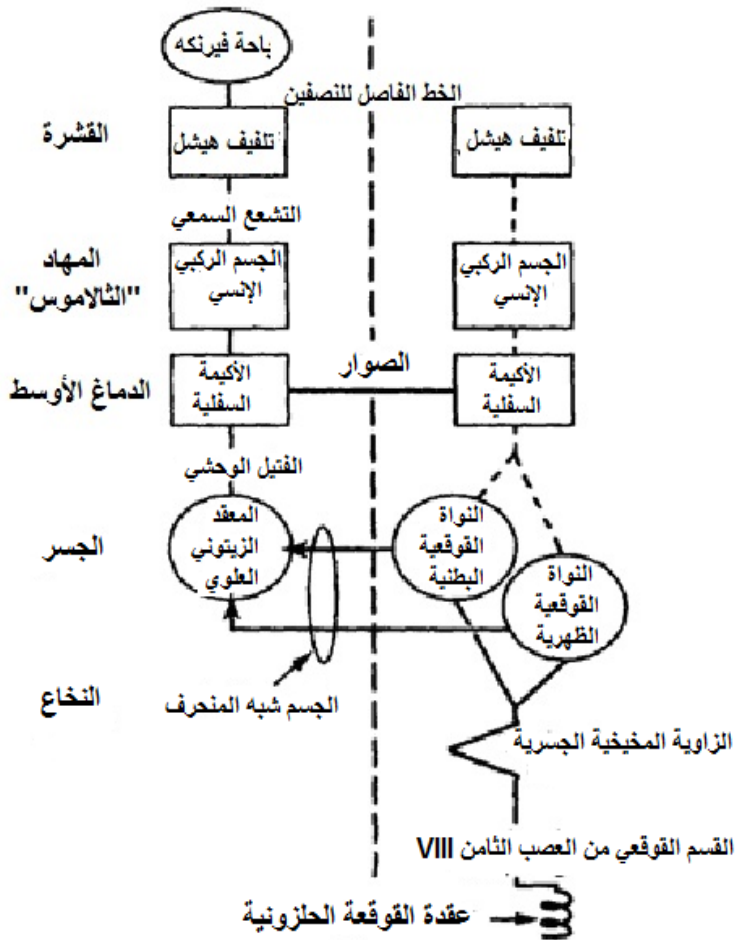 باحة فيرنكه
الخط الفاصل للنصفين
القشرة
تلفيف هيشل
تلفيف هيشل
التشعع السمعي
المهاد
"الثالاموس"
الجسم الركبي
الإنسي
الجسم الركبي
الإنسي
الصوار
الدماغ الأوسط
الأكيمة
السفلية
الأكيمة
السفلية
الفتيل الوحشي
الجسر
المعقد
الزيتوني
العلوي
النواة
القوقعية
البطنية
النواة
القوقعية
الظهرية
النخاع
الجسم شبه المنحرف
الزاوية المخيخية الجسرية
القسم القوقعي من العصب الثامن VIII
عقدة القوقعة الحلزونية